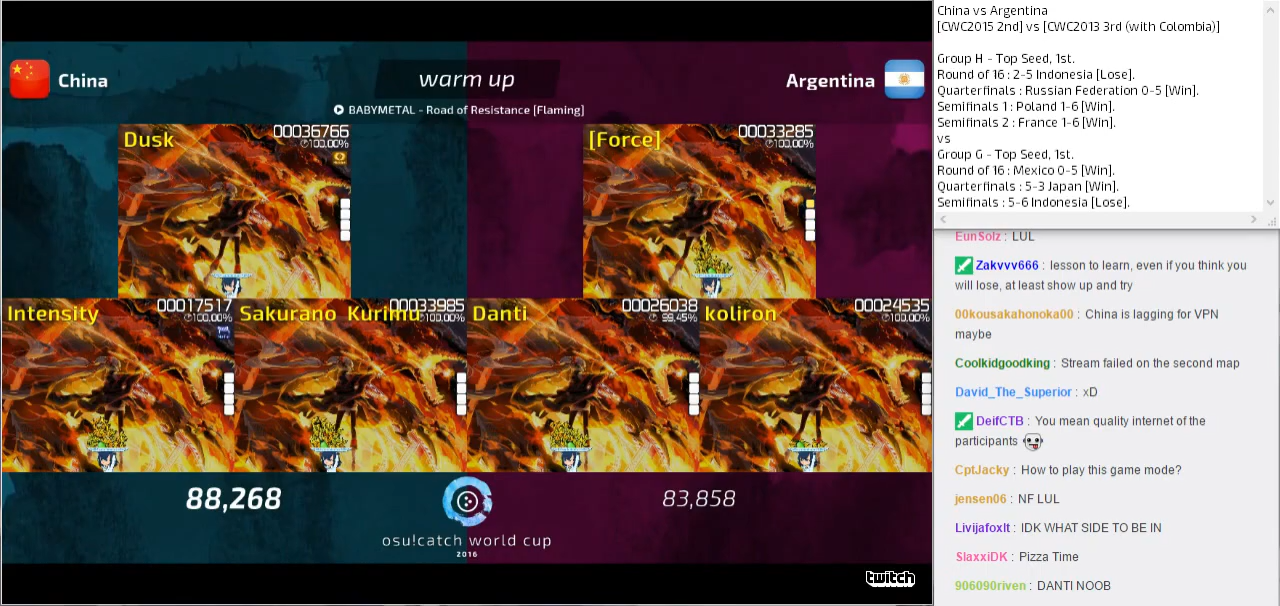 China
warm up
Argentina
BABYMETAL - Road of Resistance [Flaming]
Dusk
00036766
100.00%
[Force]
00033285
100.00%
Intensity
00017517
100.00%
Sakurano Kurimu
00033985
100.00%
Danti
00026038
99.45%
koliron
00024535
100.00%
88,268
83,858
osu!catch world cup
2016
twitch
China vs Argentina
[CWC2015 2nd] vs [CWC2013 3rd (with Colombia)]
Group H - Top Seed, 1st.
Round of 16 : 2-5 Indonesia [Lose].
Quarterfinals : Russian Federation 0-5 [Win].
Semifinals 1 : Poland 1-6 [Win].
Semifinals 2 : France 1-6 [Win].
vs
Group G - Top Seed, 1st.
Round of 16 : Mexico 0-5 [Win].
Quarterfinals : 5-3 Japan [Win].
Semifinals : 5-6 Indonesia [Lose].
EunSolz : LUL
Zakvvv666 : lesson to learn, even if you think you
will lose, at least show up and try
00kousakahonoka00 : China is lagging for VPN
maybe
Coolkidgoodking : Stream failed on the second map
David_The_Superior : xD
DeifCTB : You mean quality internet of the
participants
CptJacky : How to play this game mode?
jensen06 : NF LUL
Livijafoxlt : IDK WHAT SIDE TO BE IN
SlaxxiDK : Pizza Time
906090riven : DANTI NOOB